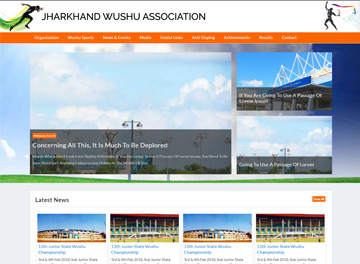 JHARKHAND WUSHU ASSOCIATION
Organisation Wushu Sports News & Events Media Useful Links Anti-Doping Achievements Results Contact
If You Are Going To Use A Passage Of
Lorem Ipsum
Concerning All This, It Is Much To Be Deplored
Going To Use A Passage Of Lorem
Latest News
View All
13th Junior State Wushu
Championship
3rd & 4th Feb 2018, Sub Junior State
13th Junior State Wushu
Championship
3rd & 4th Feb 2018, Sub Junior State
13th Junior State Wushu
Championship
3rd & 4th Feb 2018, Sub Junior State
13th Junior State Wushu
Championship
3rd & 4th Feb 2018, Sub Junior State